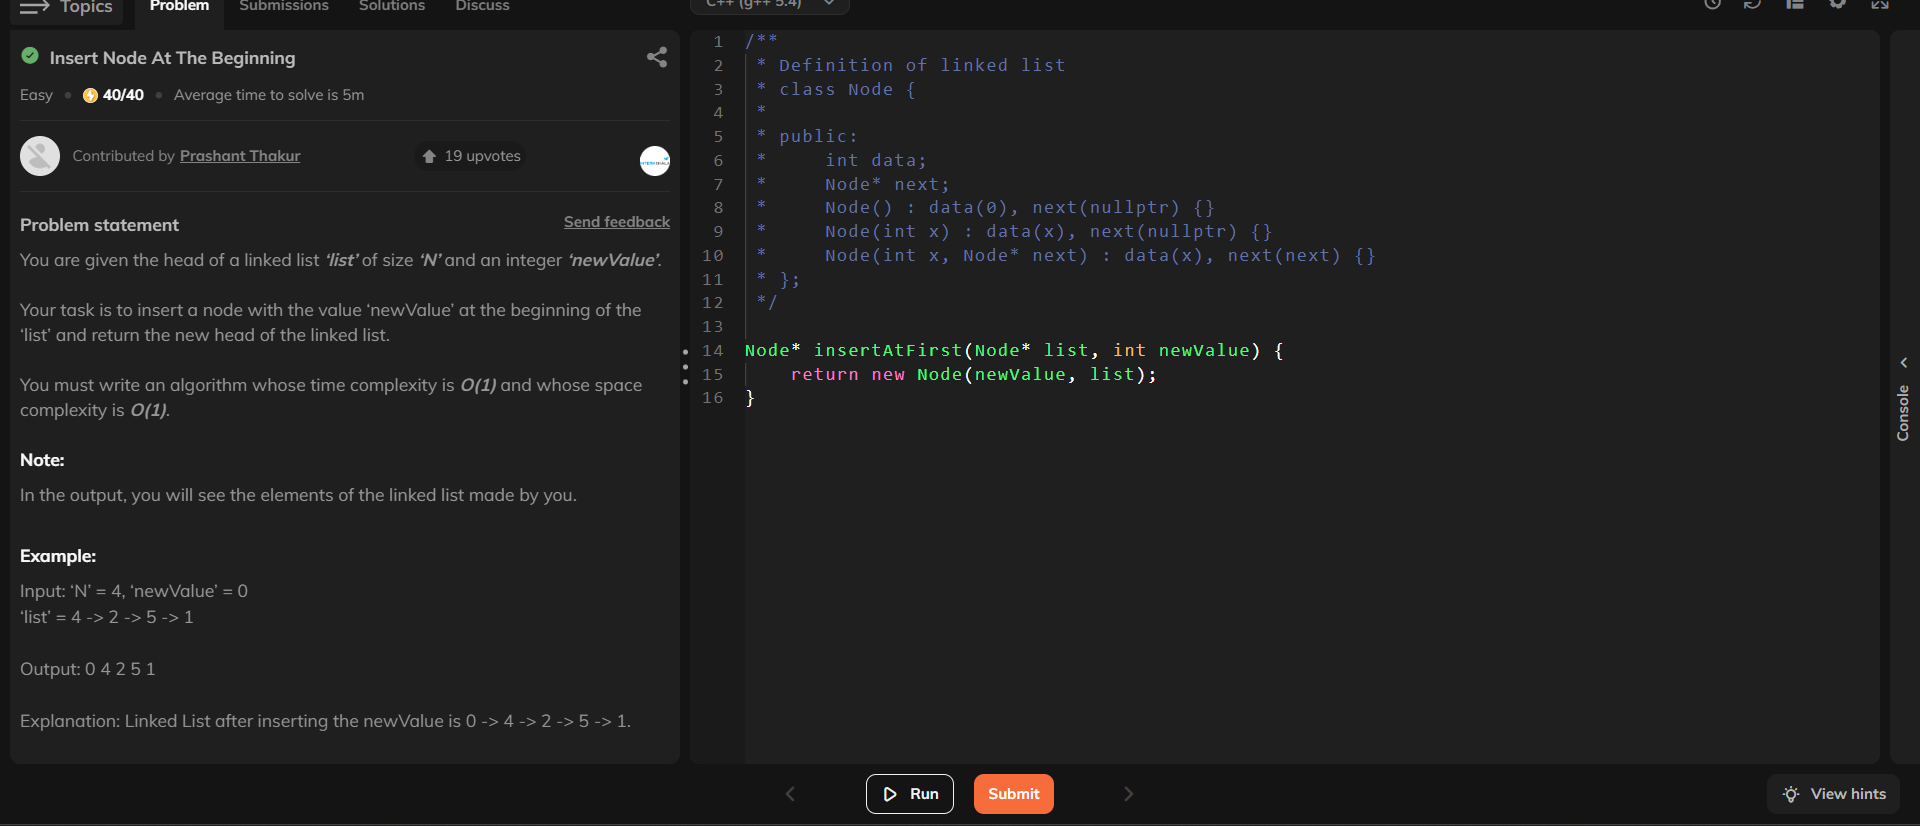 Topics
Problem
Submissions
Solutions
Discuss
C++ (g++ 5.4)
Insert Node At The Beginning
Easy • 40/40 • Average time to solve is 5m
Contributed by Prashant Thakur
19 upvotes
Problem statement
Send feedback
You are given the head of a linked list ‘list’ of size ‘N’ and an integer ‘newValue’.
Your task is to insert a node with the value ‘newValue’ at the beginning of the
‘list’ and return the new head of the linked list.
You must write an algorithm whose time complexity is O(1) and whose space
complexity is O(1).
Note:
In the output, you will see the elements of the linked list made by you.
Example:
Input: ‘N’ = 4, ‘newValue’ = 0
‘list’ = 4 -> 2 -> 5 -> 1
Output: 0 4 2 5 1
Explanation: Linked List after inserting the newValue is 0 -> 4 -> 2 -> 5 -> 1.
1 /**
2 * Definition of linked list
3 * class Node {
4 *
5 * public:
6 *     int data;
7 *     Node* next;
8 *     Node() : data(0), next(nullptr) {}
9 *     Node(int x) : data(x), next(nullptr) {}
10 *     Node(int x, Node* next) : data(x), next(next) {}
11 * };
12 */
13
14 Node* insertAtFirst(Node* list, int newValue) {
15     return new Node(newValue, list);
16 }
Console
Run
Submit
View hints